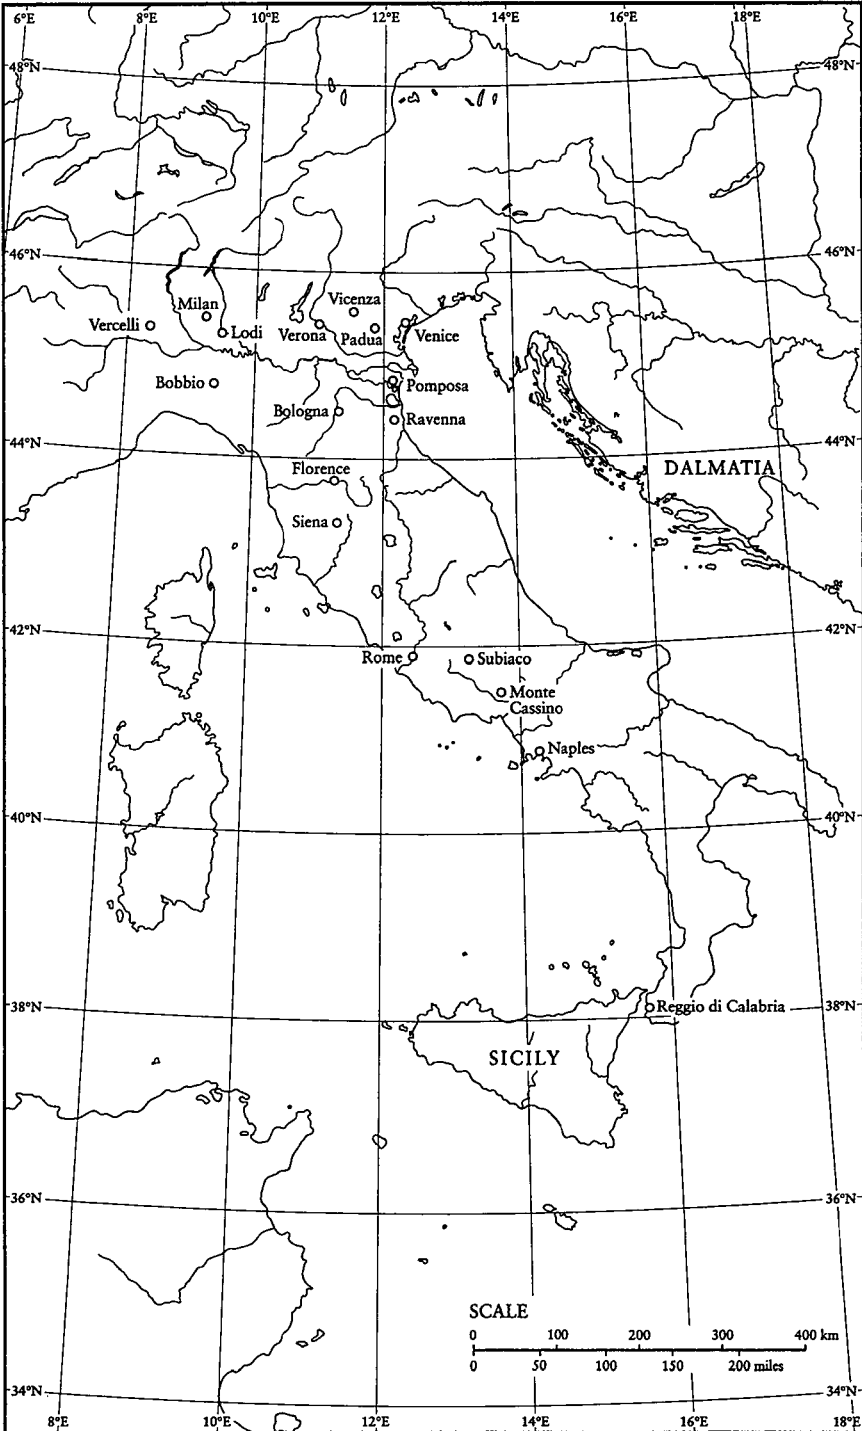 6°E 8°E 10°E 12°E 14°E 16°E 18°E
48°N 48°N
46°N 46°N
Milan
Vicenza
Vercelli
Lodi
Verona
Padua
Venice
Bobbio
Pomposa
Bologna
Ravenna
44°N 44°N
Florence
DALMATIA
Siena
42°N 42°N
Rome
Subiaco
Monte
Cassino
Naples
40°N 40°N
38°N 38°N
Reggio di Calabria
SICILY
36°N 36°N
SCALE
0 100 200 300 400 km
0 50 100 150 200 miles
34°N 34°N
8°E 10°E 12°E 14°E 16°E 18°E